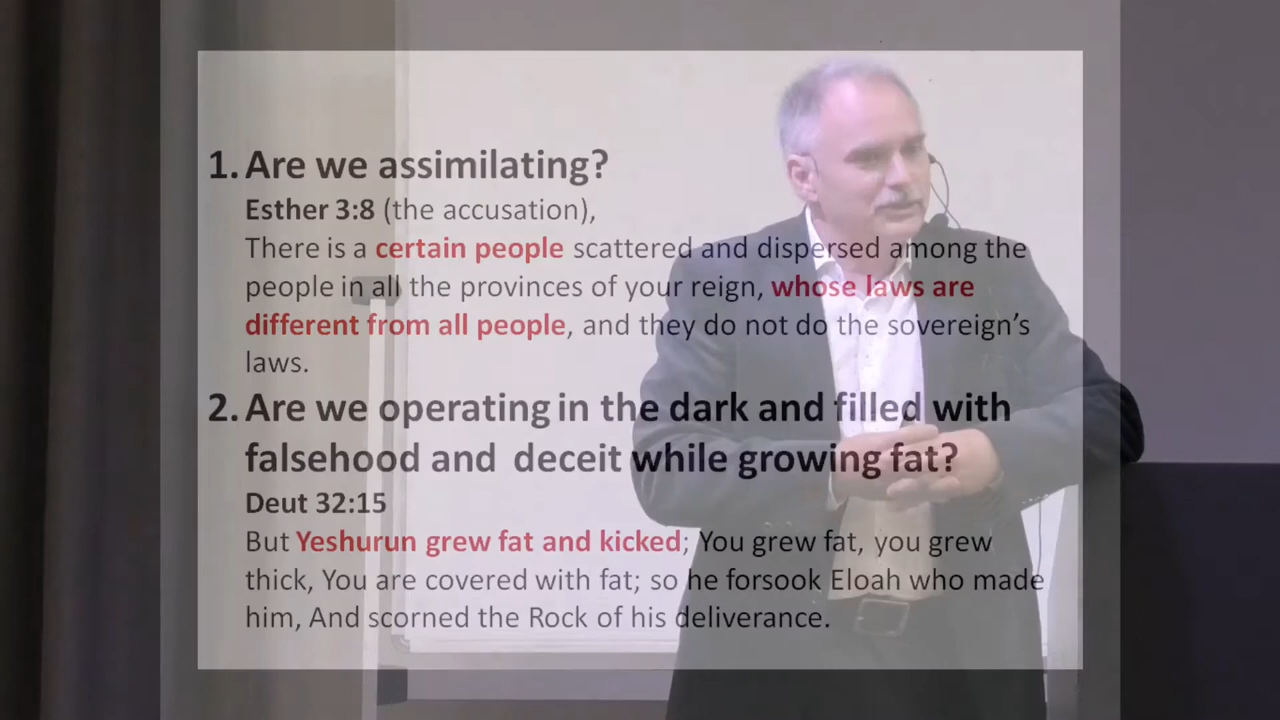 1. Are we assimilating?
Esther 3:8 (the accusation),
There is a certain people scattered and dispersed among the
people in all the provinces of your reign, whose laws are
different from all people, and they do not do the sovereign's
laws.
2. Are we operating in the dark and filled with
falsehood and deceit while growing fat?
Deut 32:15
But Yeshurun grew fat and kicked; You grew fat, you grew
thick, You are covered with fat; so he forsook Eloah who made
him, And scorned the Rock of his deliverance.